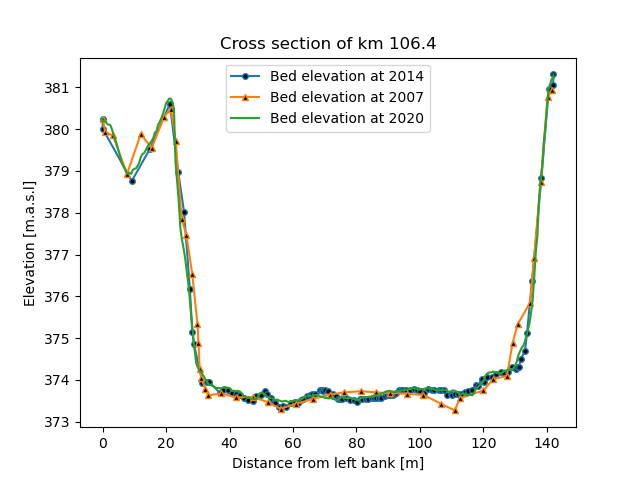 Cross section of km 106.4
Bed elevation at 2014
Bed elevation at 2007
Bed elevation at 2020
Elevation [m.a.s.l]
381
380
379
378
377
376
375
374
373
0 20 40 60 80 100 120 140
Distance from left bank [m]